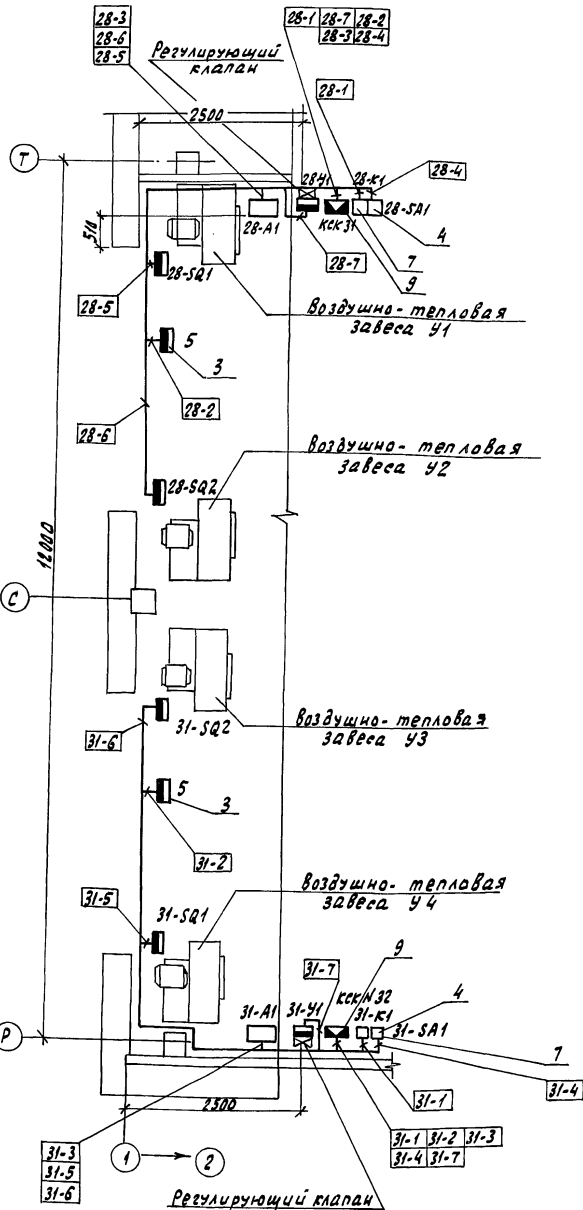 28-3
28-6
28-5
Регулирующий
клапан
28-1 28-7 28-2
28-3 28-4
28-1
2500
Т
28-У1
28-К1
28-4
510
28-А1
КСК 31
28-SA1
4
7
9
28-7
28-SQ1
28-5
Воздушно-тепловая
завеса У1
5
3
28-2
28-6
Воздушно-тепловая
завеса У2
28-SQ2
12000
С
31-SQ2
31-6
Воздушно-тепловая
завеса У3
5
3
31-2
Воздушно-тепловая
завеса У4
31-5
31-SQ1
31-7
9
31-А1
31-У1
КСК N32
31-К1
4
31-SA1
Р
7
31-4
2500
31-1
31-3
31-5
31-6
1
2
31-1 31-2 31-3
31-4 31-7
Регулирующий клапан